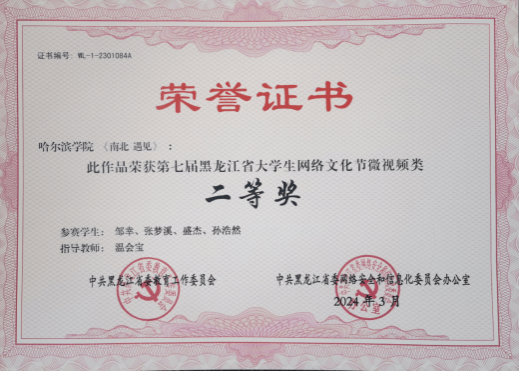 证书编号: WL-1-2301084A
荣誉证书
哈尔滨学院 《南北 遇见》 :
此作品荣获第七届黑龙江省大学生网络文化节微视频类
二等奖
参赛学生: 邹幸、张梦溪、盛杰、孙浩然
指导教师: 温会宝
中共黑龙江省委教育工作委员会
中共黑龙江省委网络安全和信息化委员会办公室
2024 年 3 月